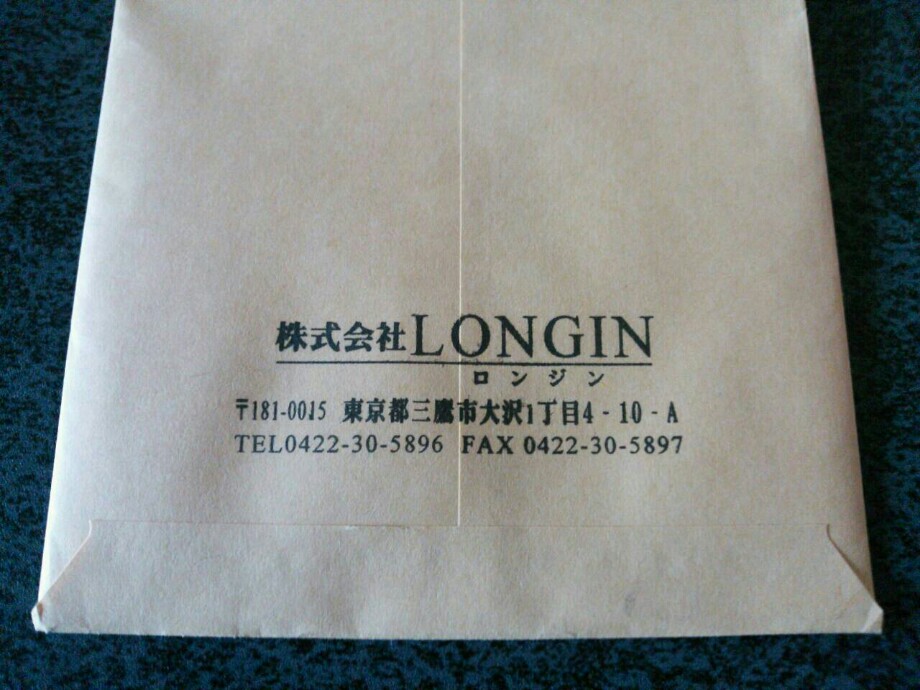 株式会社LONGIN
ロンジン
〒181-0015 東京都三鷹市大沢1丁目4-10-A
TEL0422-30-5896 FAX 0422-30-5897